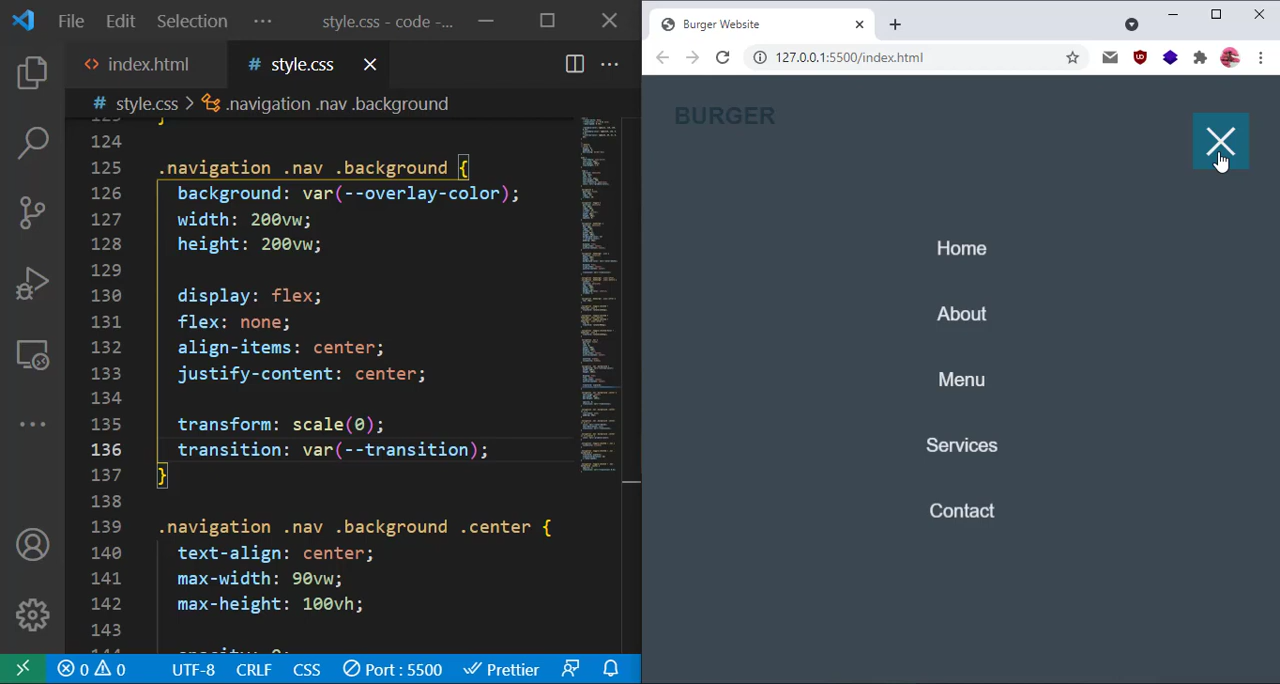 File Edit Selection ··· style.css - code -...
index.html style.css
style.css > .navigation .nav .background
124
125 .navigation .nav .background {
126 background: var(--overlay-color);
127 width: 200vw;
128 height: 200vw;
129
130 display: flex;
131 flex: none;
132 align-items: center;
133 justify-content: center;
134
135 transform: scale(0);
136 transition: var(--transition);
137 }
138
139 .navigation .nav .background .center {
140 text-align: center;
141 max-width: 90vw;
142 max-height: 100vh;
143
0 0 UTF-8 CRLF CSS Port : 5500 Prettier
Burger Website
127.0.0.1:5500/index.html
BURGER
Home
About
Menu
Services
Contact